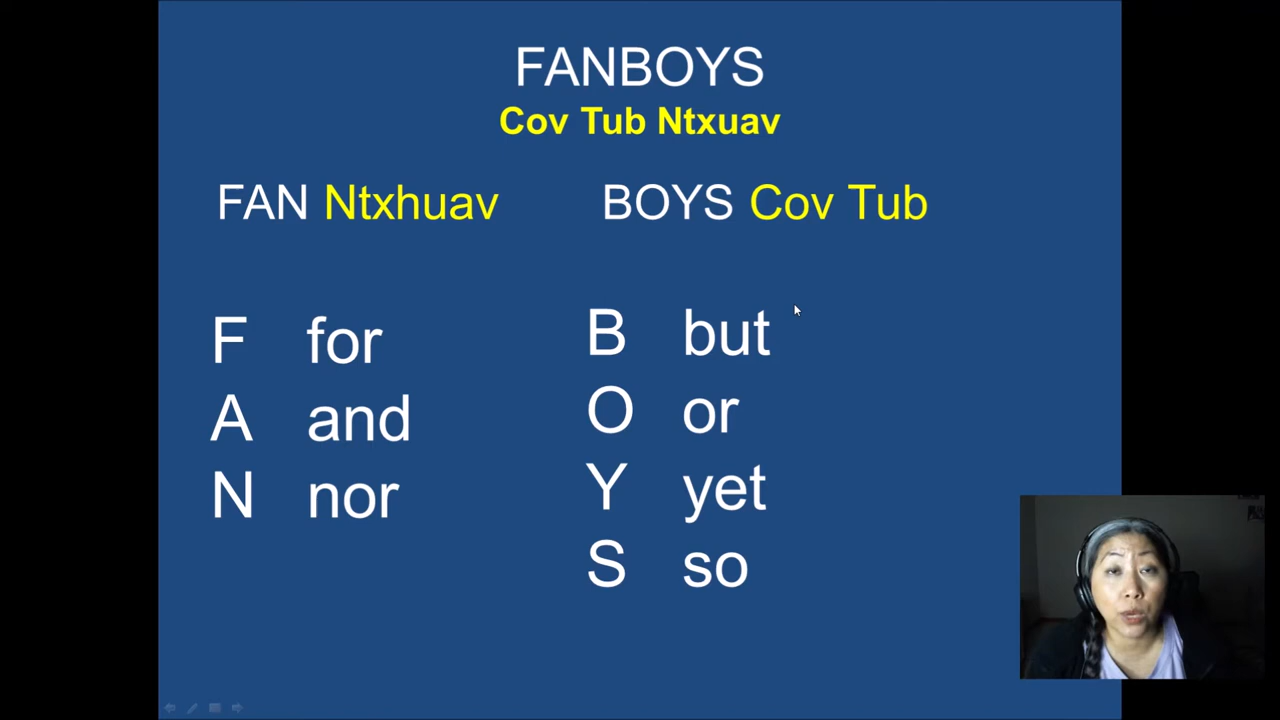 FANBOYS
Cov Tub Ntxuav
FAN Ntxhuav
BOYS Cov Tub
F for
A and
N nor
B but
O or
Y yet
S so